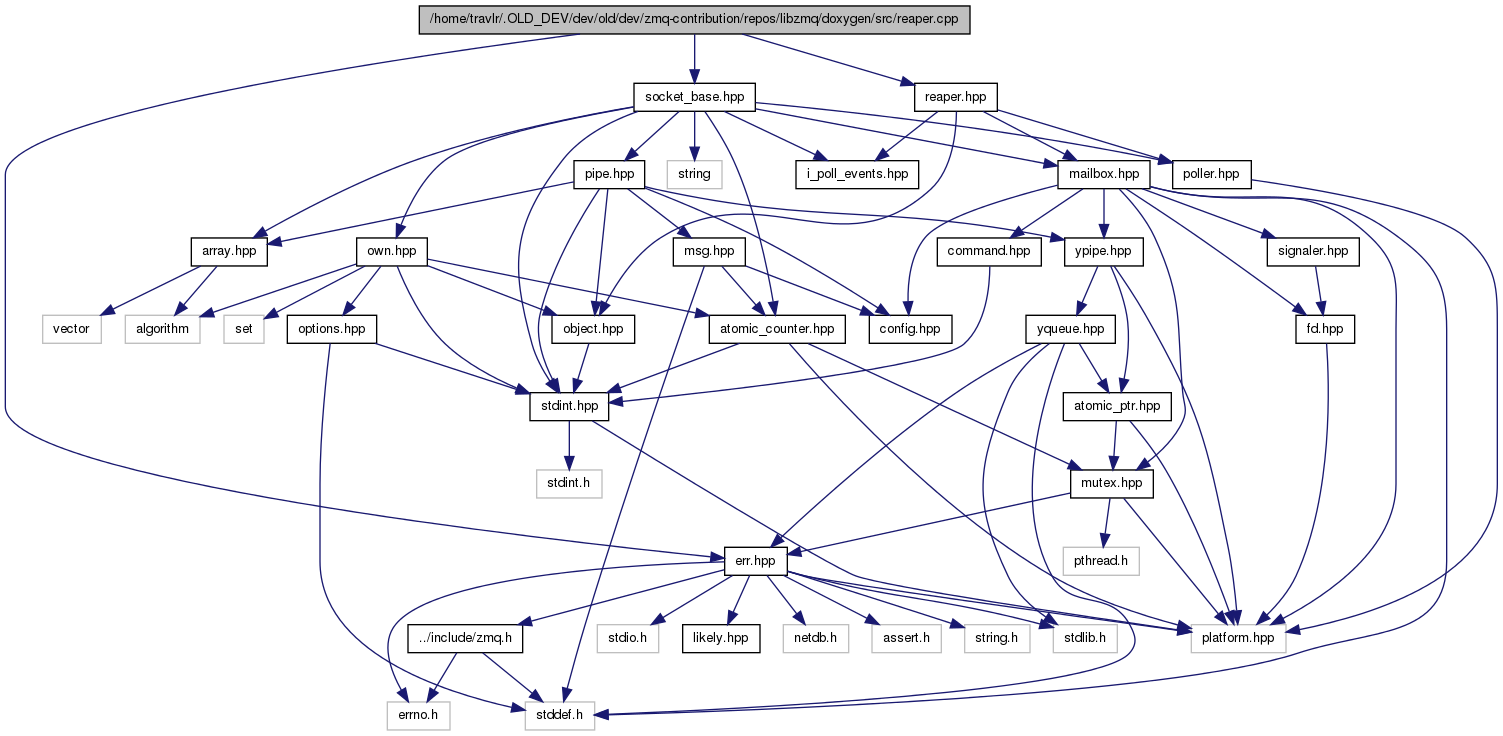 /home/travlr/.OLD_DEV/dev/old/dev/zmq-contribution/repos/libzmq/doxygen/src/reaper.cpp
socket_base.hpp
reaper.hpp
pipe.hpp
string
i_poll_events.hpp
mailbox.hpp
poller.hpp
array.hpp
own.hpp
msg.hpp
command.hpp
ypipe.hpp
signaler.hpp
vector
algorithm
set
options.hpp
object.hpp
atomic_counter.hpp
config.hpp
yqueue.hpp
fd.hpp
stdint.hpp
atomic_ptr.hpp
stdint.h
mutex.hpp
err.hpp
pthread.h
../include/zmq.h
stdio.h
likely.hpp
netdb.h
assert.h
string.h
stdlib.h
platform.hpp
errno.h
stddef.h